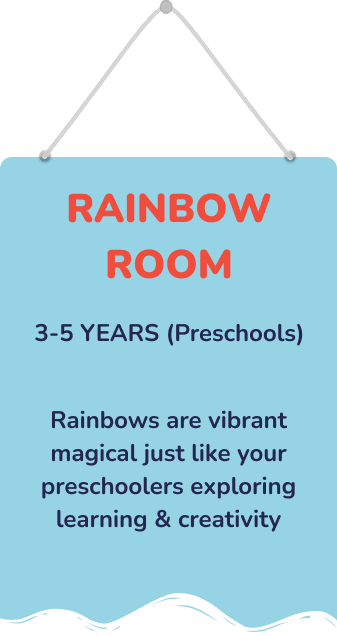 RAINBOW
ROOM
3-5 YEARS (Preschools)
Rainbows are vibrant
magical just like your
preschoolers exploring
learning & creativity